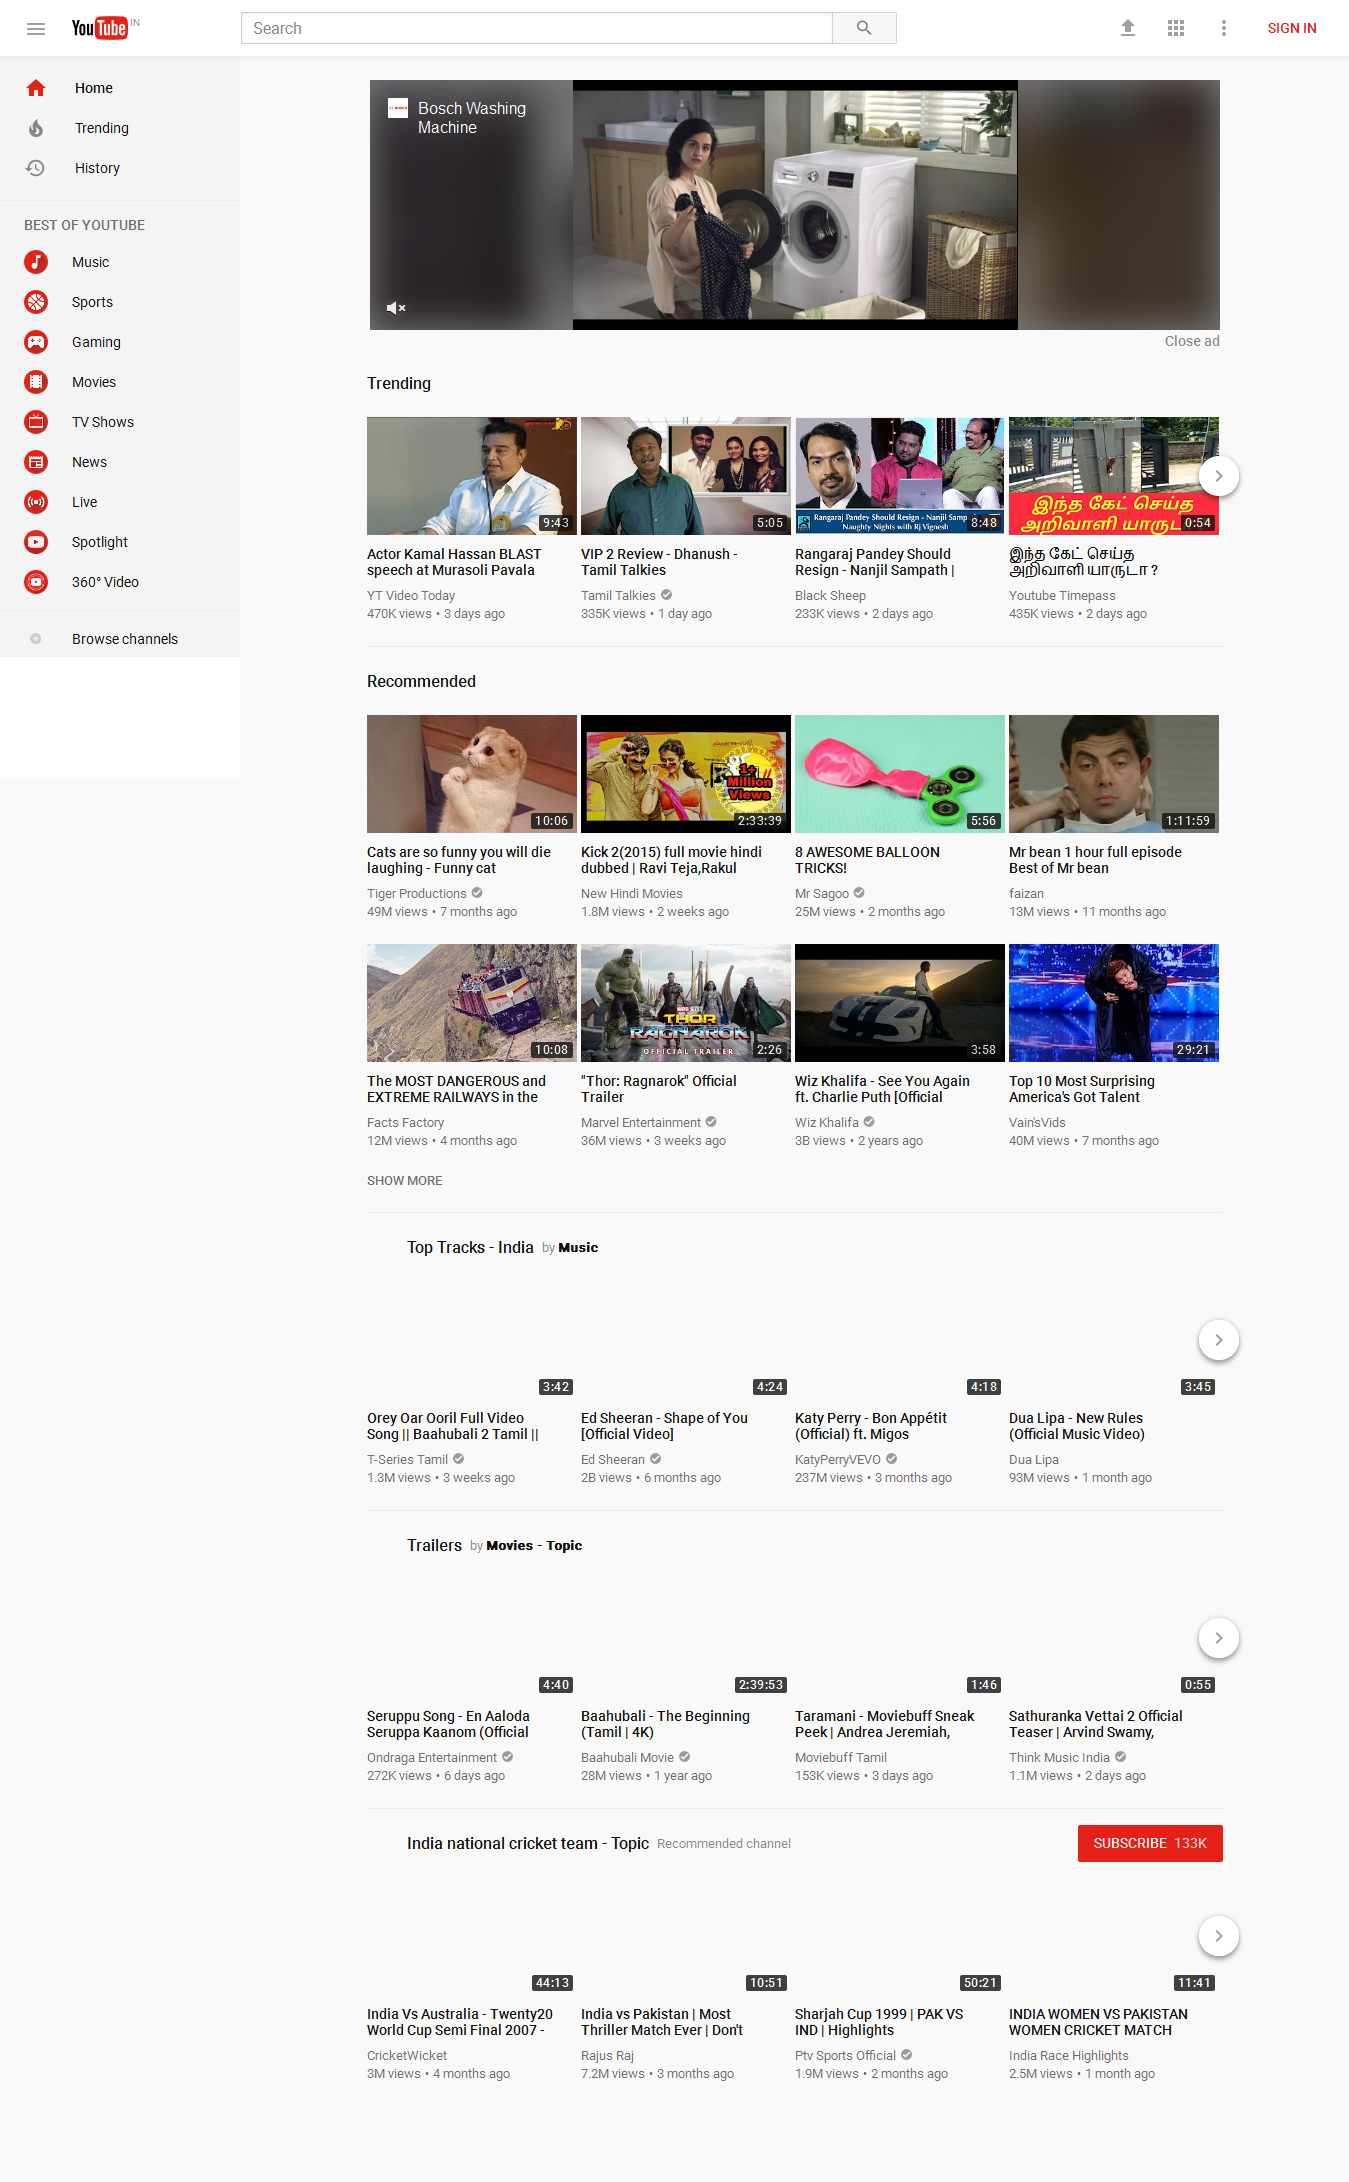 YouTube IN
Search
SIGN IN
Home
Trending
History
BEST OF YOUTUBE
Music
Sports
Gaming
Movies
TV Shows
News
Live
Spotlight
360° Video
Browse channels
BOSCH
Bosch Washing
Machine
Close ad
Trending
9:43
5:05
Rangaraj Pandey Should Resign - Nanjil Samp
Naughty Nights with Rj Vignesh
8:48
இந்த கேட் செய்த
அறிவாளி யாருட
0:54
Actor Kamal Hassan BLAST
speech at Murasoli Pavala
YT Video Today
470K views • 3 days ago
VIP 2 Review - Dhanush -
Tamil Talkies
Tamil Talkies
335K views • 1 day ago
Rangaraj Pandey Should
Resign - Nanjil Sampath |
Black Sheep
233K views • 2 days ago
இந்த கேட் செய்த
அறிவாளி யாருடா ?
Youtube Timepass
435K views • 2 days ago
Recommended
10:06
1+
Million
Views
2:33:39
5:56
1:11:59
Cats are so funny you will die
laughing - Funny cat
Tiger Productions
49M views • 7 months ago
Kick 2(2015) full movie hindi
dubbed | Ravi Teja,Rakul
New Hindi Movies
1.8M views • 2 weeks ago
8 AWESOME BALLOON
TRICKS!
Mr Sagoo
25M views • 2 months ago
Mr bean 1 hour full episode
Best of Mr bean
faizan
13M views • 11 months ago
10:08
MARVEL STUDIOS
THOR
RAGNAROK
OFFICIAL TRAILER
2:26
3:58
29:21
The MOST DANGEROUS and
EXTREME RAILWAYS in the
Facts Factory
12M views • 4 months ago
"Thor: Ragnarok" Official
Trailer
Marvel Entertainment
36M views • 3 weeks ago
Wiz Khalifa - See You Again
ft. Charlie Puth [Official
Wiz Khalifa
3B views • 2 years ago
Top 10 Most Surprising
America's Got Talent
Vain'sVids
40M views • 7 months ago
SHOW MORE
Top Tracks - India by Music
3:42
4:24
4:18
3:45
Orey Oar Ooril Full Video
Song || Baahubali 2 Tamil ||
T-Series Tamil
1.3M views • 3 weeks ago
Ed Sheeran - Shape of You
[Official Video]
Ed Sheeran
2B views • 6 months ago
Katy Perry - Bon Appétit
(Official) ft. Migos
KatyPerryVEVO
237M views • 3 months ago
Dua Lipa - New Rules
(Official Music Video)
Dua Lipa
93M views • 1 month ago
Trailers by Movies - Topic
4:40
2:39:53
1:46
0:55
Seruppu Song - En Aaloda
Seruppa Kaanom (Official
Ondraga Entertainment
272K views • 6 days ago
Baahubali - The Beginning
(Tamil | 4K)
Baahubali Movie
28M views • 1 year ago
Taramani - Moviebuff Sneak
Peek | Andrea Jeremiah,
Moviebuff Tamil
153K views • 3 days ago
Sathuranka Vettai 2 Official
Teaser | Arvind Swamy,
Think Music India
1.1M views • 2 days ago
India national cricket team - Topic Recommended channel
SUBSCRIBE 133K
44:13
10:51
50:21
11:41
India Vs Australia - Twenty20
World Cup Semi Final 2007 -
CricketWicket
3M views • 4 months ago
India vs Pakistan | Most
Thriller Match Ever | Don't
Rajus Raj
7.2M views • 3 months ago
Sharjah Cup 1999 | PAK VS
IND | Highlights
Ptv Sports Official
1.9M views • 2 months ago
INDIA WOMEN VS PAKISTAN
WOMEN CRICKET MATCH
India Race Highlights
2.5M views • 1 month ago